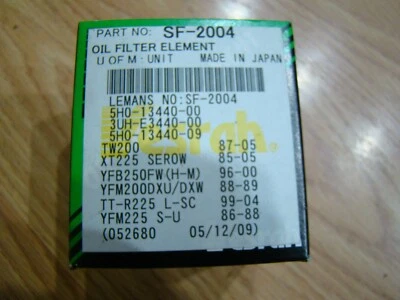 PART NO: SF-2004
OIL FILTER ELEMENT
U OF M: UNIT MADE IN JAPAN
LEMANS NO:SF-2004
5H0-13440-00
3UH-E3440-00
5H0-13440-09
TW200 87-05
XT225 SEROW 85-05
YFB250FW(H-M) 96-00
YFM200DXU/DXW 88-89
TT-R225 L-SC 99-04
YFM225 S-U 86-88
(052680 05/12/09)